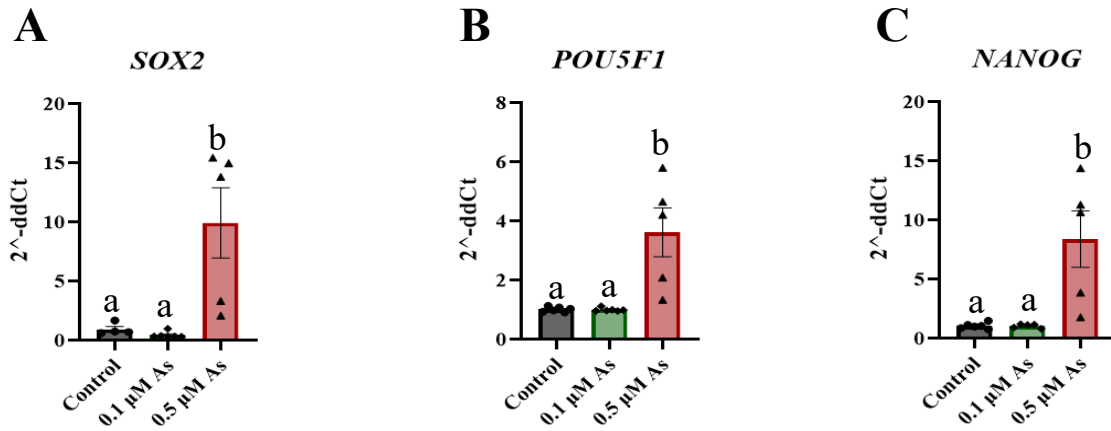 A
SOX2
2^-ddCt
20
15
10
5
0
a
a
b
Control
0.1 μM As
0.5 μM As
B
POU5F1
2^-ddCt
8
6
4
2
0
a
a
b
Control
0.1 μM As
0.5 μM As
C
NANOG
2^-ddCt
20
15
10
5
0
a
a
b
Control
0.1 μM As
0.5 μM As